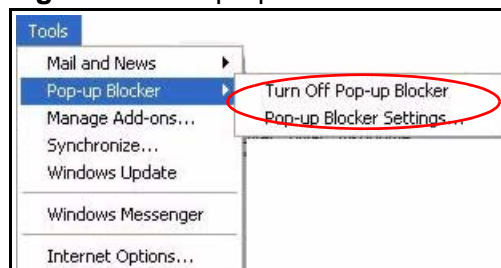 Tools
Mail and News
Pop-up Blocker
Turn Off Pop-up Blocker
Pop-up Blocker Settings...
Manage Add-ons...
Synchronize...
Windows Update
Windows Messenger
Internet Options...